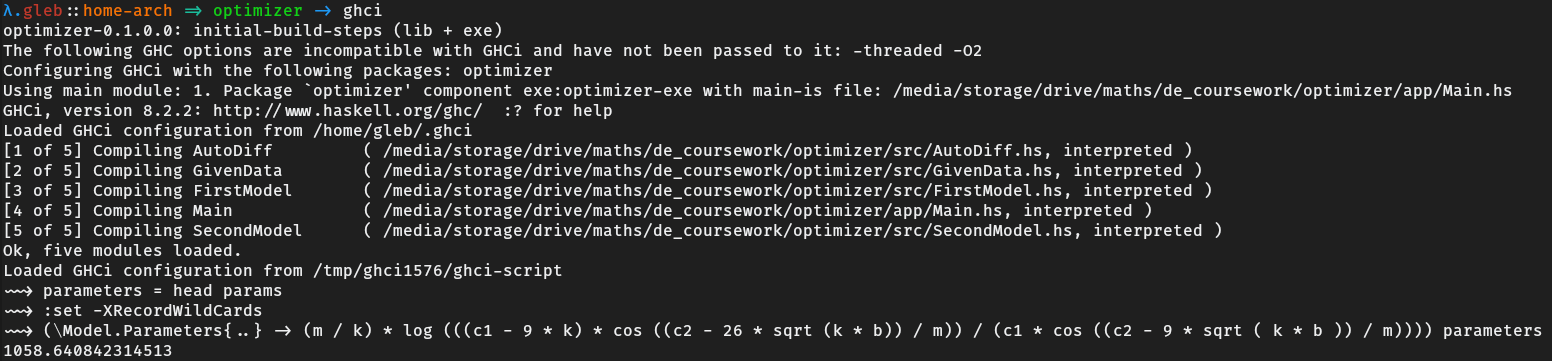 λ.gleb::home-arch ⇒ optimizer → ghci
optimizer-0.1.0.0: initial-build-steps (lib + exe)
The following GHC options are incompatible with GHCi and have not been passed to it: -threaded -O2
Configuring GHCi with the following packages: optimizer
Using main module: 1. Package `optimizer' component exe:optimizer-exe with main-is file: /media/storage/drive/maths/de_coursework/optimizer/app/Main.hs
GHCi, version 8.2.2: http://www.haskell.org/ghc/  :? for help
Loaded GHCi configuration from /home/gleb/.ghci
[1 of 5] Compiling AutoDiff         ( /media/storage/drive/maths/de_coursework/optimizer/src/AutoDiff.hs, interpreted )
[2 of 5] Compiling GivenData        ( /media/storage/drive/maths/de_coursework/optimizer/src/GivenData.hs, interpreted )
[3 of 5] Compiling FirstModel       ( /media/storage/drive/maths/de_coursework/optimizer/src/FirstModel.hs, interpreted )
[4 of 5] Compiling Main             ( /media/storage/drive/maths/de_coursework/optimizer/app/Main.hs, interpreted )
[5 of 5] Compiling SecondModel      ( /media/storage/drive/maths/de_coursework/optimizer/src/SecondModel.hs, interpreted )
Ok, five modules loaded.
Loaded GHCi configuration from /tmp/ghci1576/ghci-script
⤳ parameters = head params
⤳ :set -XRecordWildCards
⤳ (\Model.Parameters{..} -> (m / k) * log (((c1 - 9 * k) * cos ((c2 - 26 * sqrt (k * b)) / m)) / (c1 * cos ((c2 - 9 * sqrt ( k * b )) / m)))) parameters
1058.640842314513